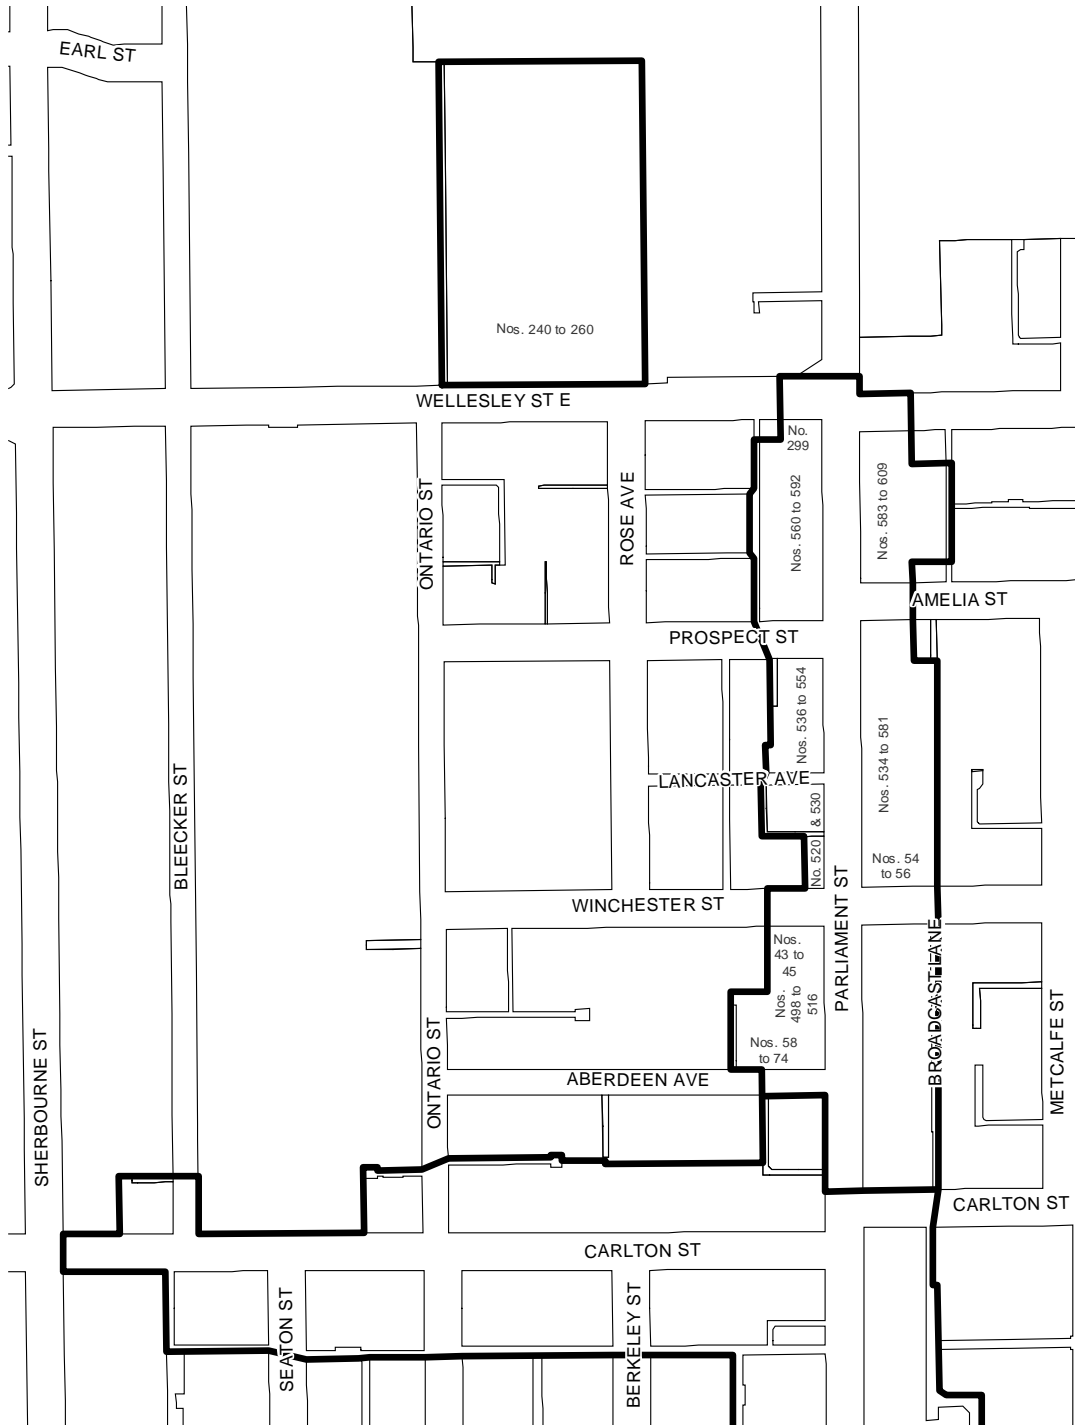 EARL ST
Nos. 240 to 260
WELLESLEY ST E
No.
299
ONTARIO ST
ROSE AVE
Nos. 560 to 592
Nos. 583 to 609
AMELIA ST
PROSPECT ST
Nos. 536 to 554
Nos. 534 to 581
LANCASTER AVE
No. 520
& 530
BLEECKER ST
Nos. 54
to 56
WINCHESTER ST
PARLIAMENT ST
BROADCAST LANE
Nos.
43 to
45
Nos.
498 to
516
Nos. 58
to 74
METCALFE ST
SHERBOURNE ST
ONTARIO ST
ABERDEEN AVE
CARLTON ST
CARLTON ST
SEATON ST
BERKELEY ST